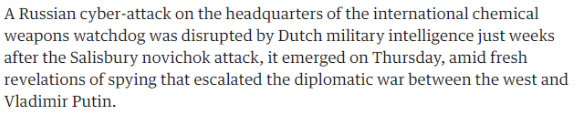 A Russian cyber-attack on the headquarters of the international chemical
weapons watchdog was disrupted by Dutch military intelligence just weeks
after the Salisbury novichok attack, it emerged on Thursday, amid fresh
revelations of spying that escalated the diplomatic war between the west and
Vladimir Putin.